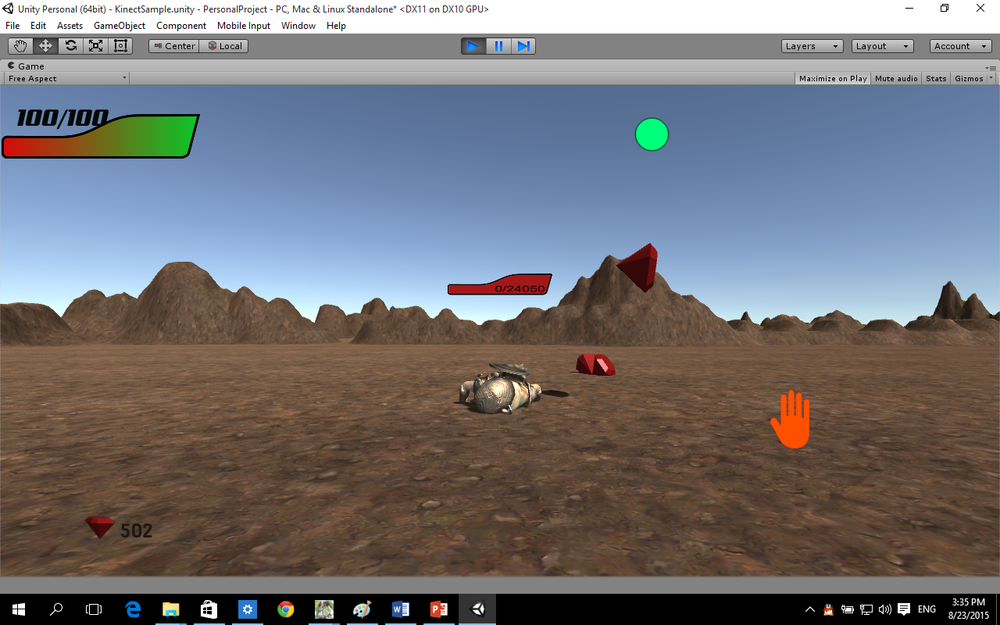 Unity Personal (64bit) - KinectSample.unity - PersonalProject - PC, Mac & Linux Standalone* <DX11 on DX10 GPU>
File Edit Assets GameObject Component Mobile Input Window Help
Center Local Layers Layout Account
Game
Free Aspect Maximize on Play Mute audio Stats Gizmos
100/100
0/24050
502
ENG
3:35 PM
8/23/2015